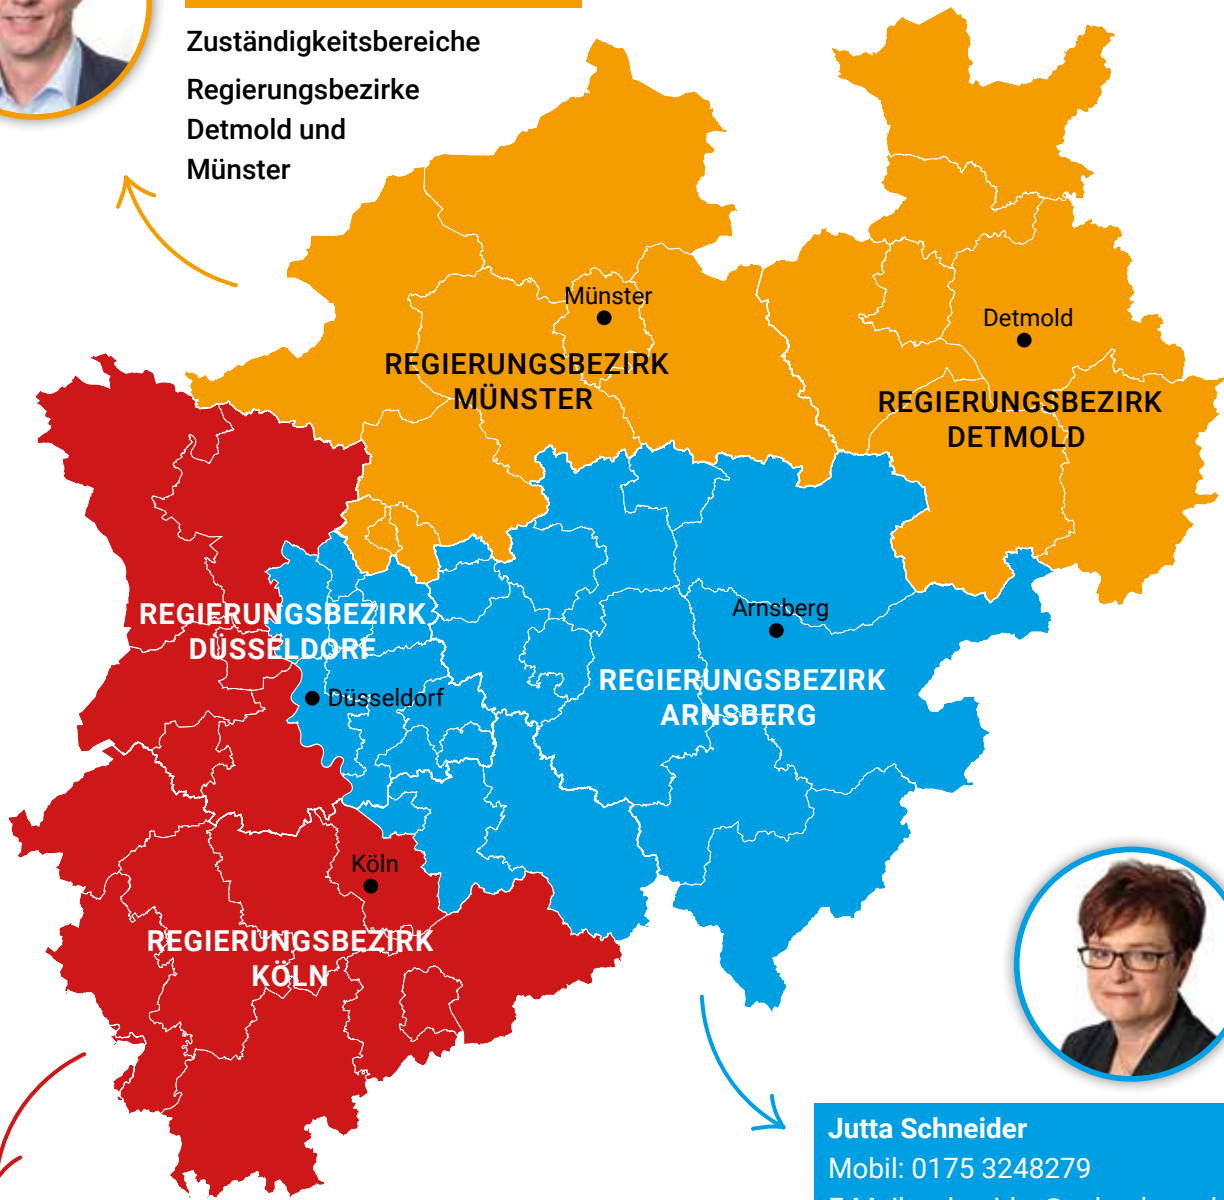 Zuständigkeitsbereiche
Regierungsbezirke
Detmold und
Münster
Münster
Detmold
REGIERUNGSBEZIRK
MÜNSTER
REGIERUNGSBEZIRK
DETMOLD
REGIERUNGSBEZIRK
DÜSSELDORF
Arnsberg
Düsseldorf
REGIERUNGSBEZIRK
ARNSBERG
Köln
REGIERUNGSBEZIRK
KÖLN
Jutta Schneider
Mobil: 0175 3248279